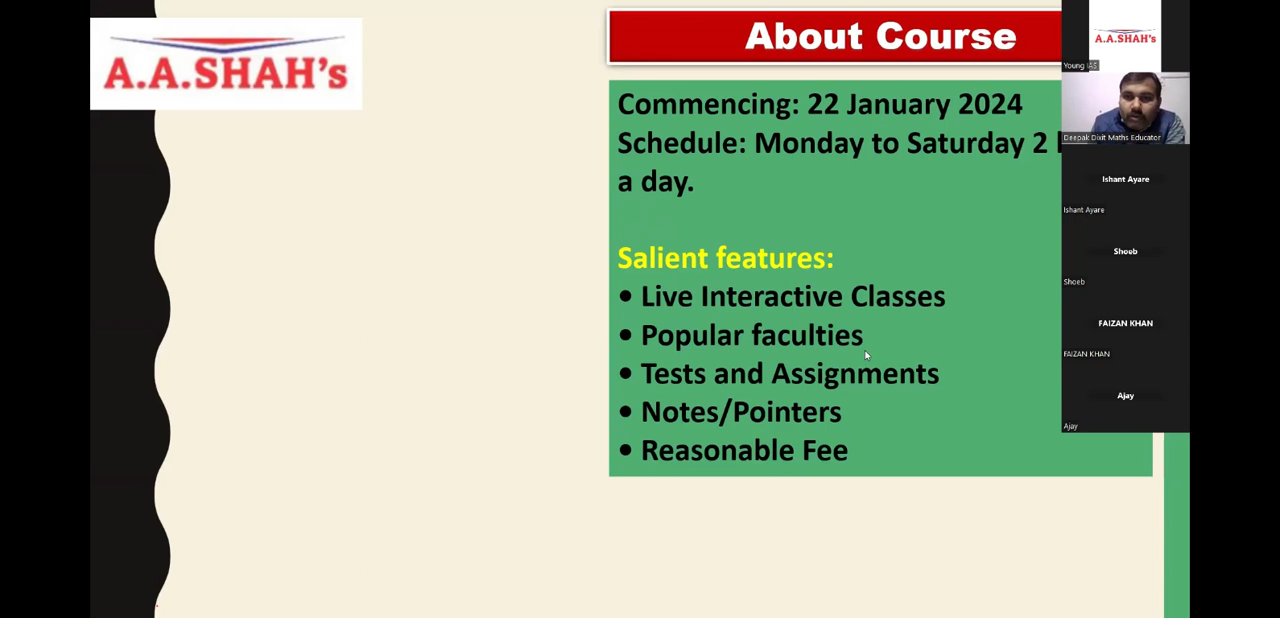 A.A.SHAH's
About Course
Commencing: 22 January 2024
Schedule: Monday to Saturday 2
a day.
Salient features:
• Live Interactive Classes
• Popular faculties
• Tests and Assignments
• Notes/Pointers
• Reasonable Fee
A.A.SHAH's
Young IAS
Deepak Dixit Maths Educator
Ishant Ayare
Ishant Ayare
Shoeb
Shoeb
FAIZAN KHAN
FAIZAN KHAN
Ajay
Ajay